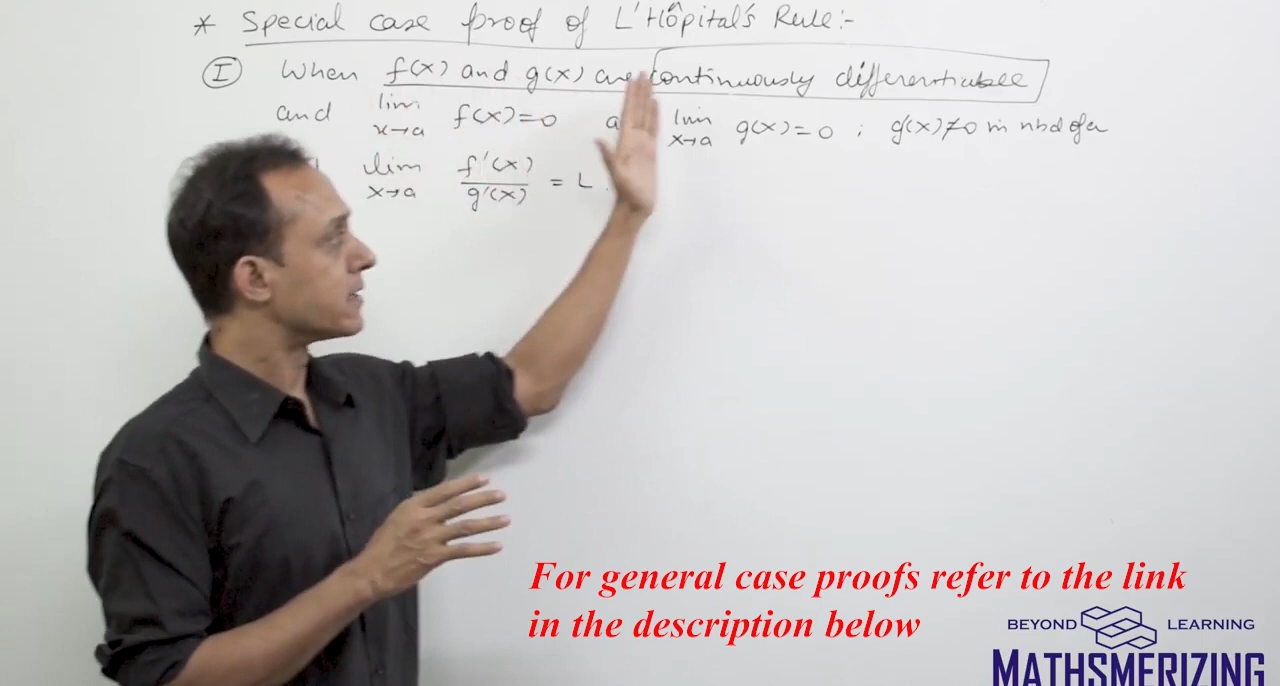 * Special case proof of L'Hôpital's Rule:-
I When f(x) and g(x) are continuously differentiable
and lim x→a f(x)=0 a lim x→a g(x)=0 ; g'(x)≠0 in nbd of a
lim x→a f'(x)/g'(x) = L.
For general case proofs refer to the link
in the description below
BEYOND LEARNING
MATHSMERIZING